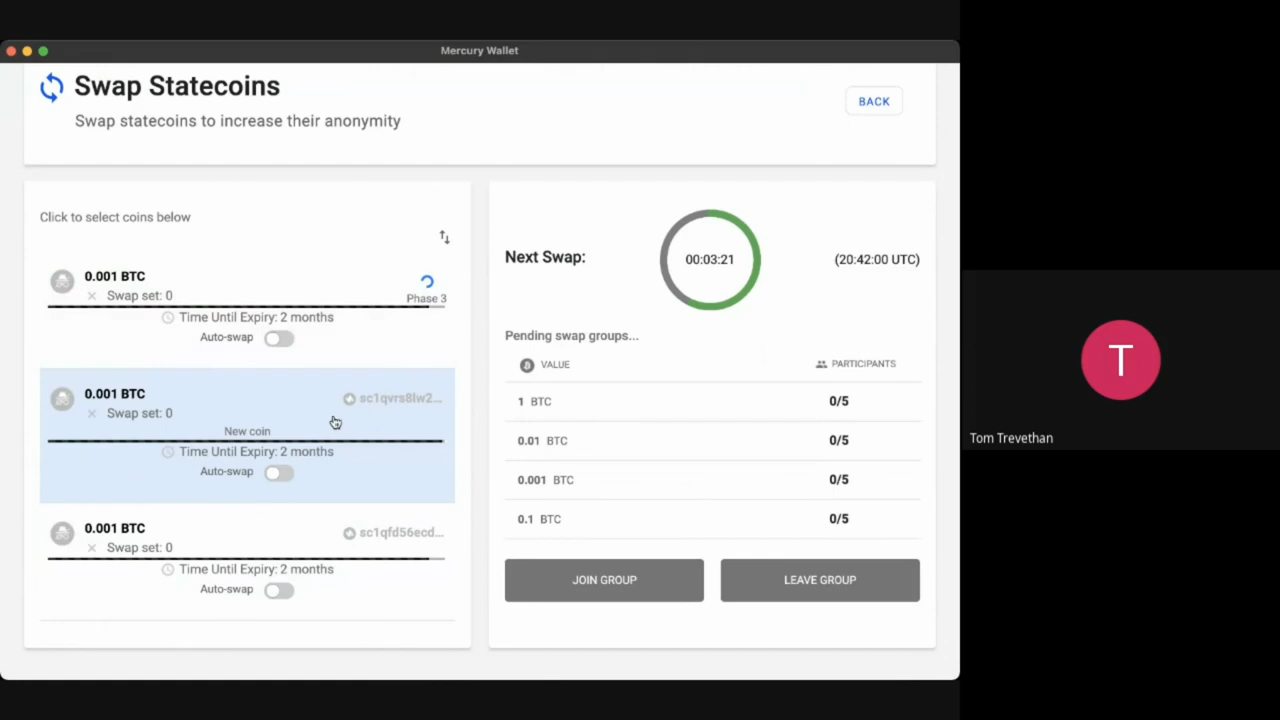 Mercury Wallet
Swap Statecoins
BACK
Swap statecoins to increase their anonymity
Click to select coins below
0.001 BTC
Swap set: 0
Phase 3
Time Until Expiry: 2 months
Auto-swap
0.001 BTC
sc1qvrs8lw2...
Swap set: 0
New coin
Time Until Expiry: 2 months
Auto-swap
0.001 BTC
sc1qfd56ecd...
Swap set: 0
Time Until Expiry: 2 months
Auto-swap
Next Swap:
00:03:21
(20:42:00 UTC)
Pending swap groups...
VALUE PARTICIPANTS
1 BTC 0/5
0.01 BTC 0/5
0.001 BTC 0/5
0.1 BTC 0/5
JOIN GROUP LEAVE GROUP
T
Tom Trevethan